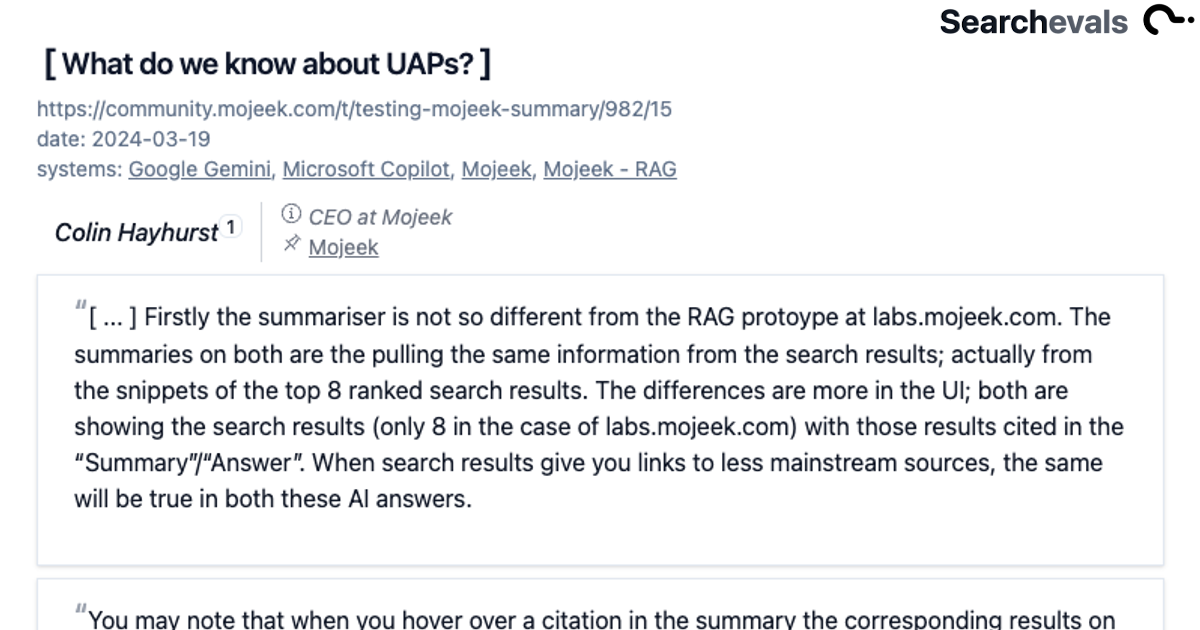 Searchevals
[ What do we know about UAPs? ]
https://community.mojeek.com/t/testing-mojeek-summary/982/15
date: 2024-03-19
systems: Google Gemini, Microsoft Copilot, Mojeek, Mojeek - RAG
Colin Hayhurst 1
CEO at Mojeek
Mojeek
"[ ... ] Firstly the summariser is not so different from the RAG protoype at labs.mojeek.com. The
summaries on both are the pulling the same information from the search results; actually from
the snippets of the top 8 ranked search results. The differences are more in the UI; both are
showing the search results (only 8 in the case of labs.mojeek.com) with those results cited in the
“Summary”/“Answer”. When search results give you links to less mainstream sources, the same
will be true in both these AI answers.
"You may note that when you hover over a citation in the summary the corresponding results on